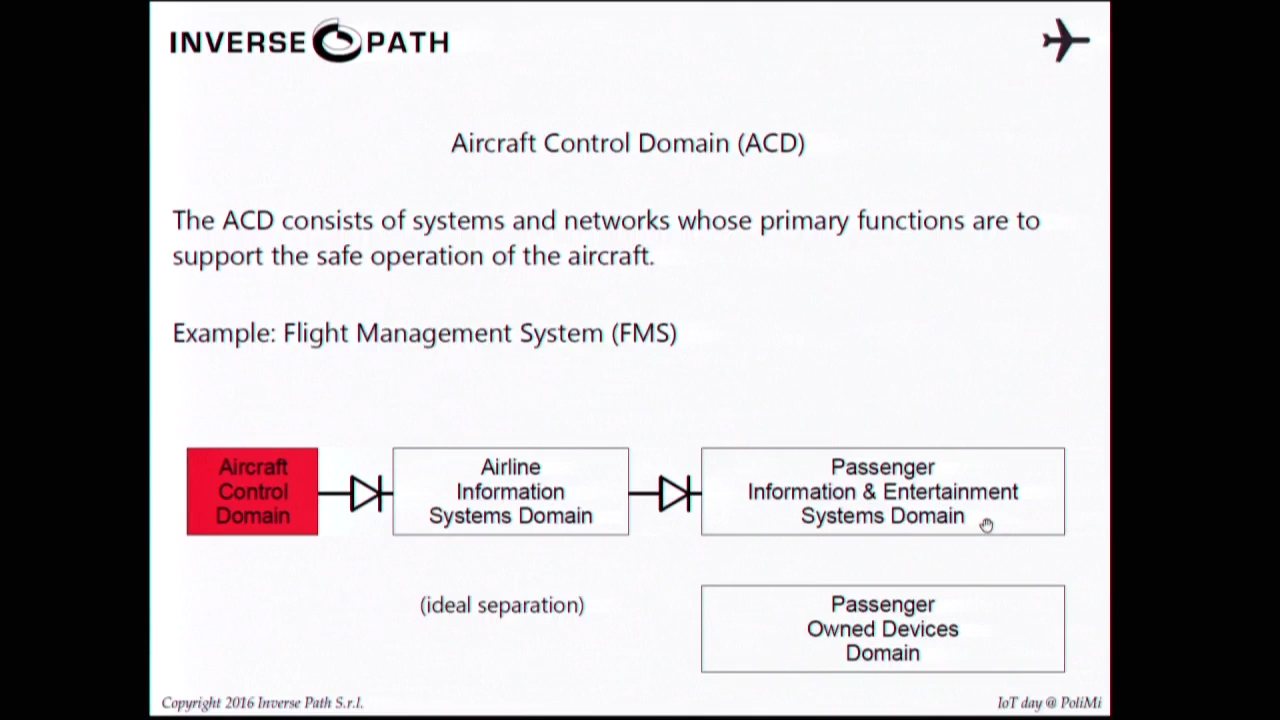 INVERSE PATH
Aircraft Control Domain (ACD)
The ACD consists of systems and networks whose primary functions are to
support the safe operation of the aircraft.
Example: Flight Management System (FMS)
Aircraft
Control
Domain
Airline
Information
Systems Domain
Passenger
Information & Entertainment
Systems Domain
(ideal separation)
Passenger
Owned Devices
Domain
Copyright 2016 Inverse Path S.r.l.
IoT day @ PoliMi